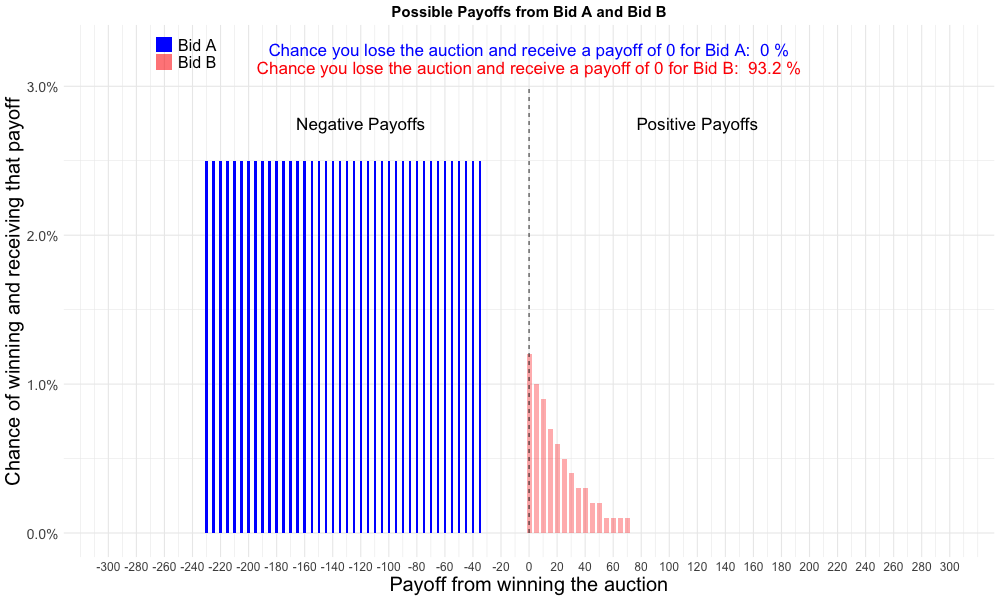 Possible Payoffs from Bid A and Bid B
Bid A
Bid B
Chance you lose the auction and receive a payoff of 0 for Bid A:  0 %
Chance you lose the auction and receive a payoff of 0 for Bid B:  93.2 %
Negative Payoffs
Positive Payoffs
Chance of winning and receiving that payoff
3.0%
2.0%
1.0%
0.0%
-300 -280 -260 -240 -220 -200 -180 -160 -140 -120 -100 -80 -60 -40 -20 0 20 40 60 80 100 120 140 160 180 200 220 240 260 280 300
Payoff from winning the auction